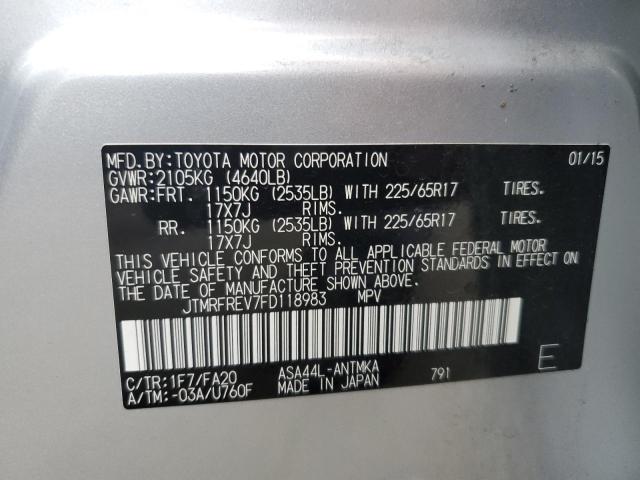 MFD. BY: TOYOTA MOTOR CORPORATION 01/15
GVWR: 2105KG (4640LB)
GAWR: FRT. 1150KG (2535LB) WITH 225/65R17 TIRES.
17X7J RIMS.
RR. 1150KG (2535LB) WITH 225/65R17 TIRES.
17X7J RIMS.
THIS VEHICLE CONFORMS TO ALL APPLICABLE FEDERAL MOTOR
VEHICLE SAFETY AND THEFT PREVENTION STANDARDS IN EFFECT ON
THE DATE OF MANUFACTURE SHOWN ABOVE.
JTMRFREV7FD118983 MPV
C/TR: 1F7/FA20 ASA44L-ANTMKA 791 E
A/TM: -03A/U760F MADE IN JAPAN